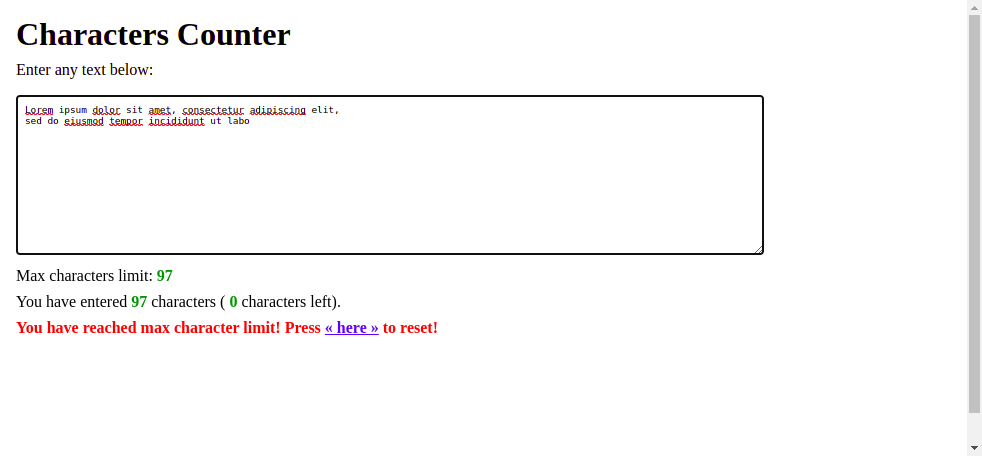 Characters Counter
Enter any text below:
Lorem ipsum dolor sit amet, consectetur adipiscing elit,
sed do eiusmod tempor incididunt ut labo
Max characters limit: 97
You have entered 97 characters ( 0 characters left).
You have reached max character limit! Press « here » to reset!